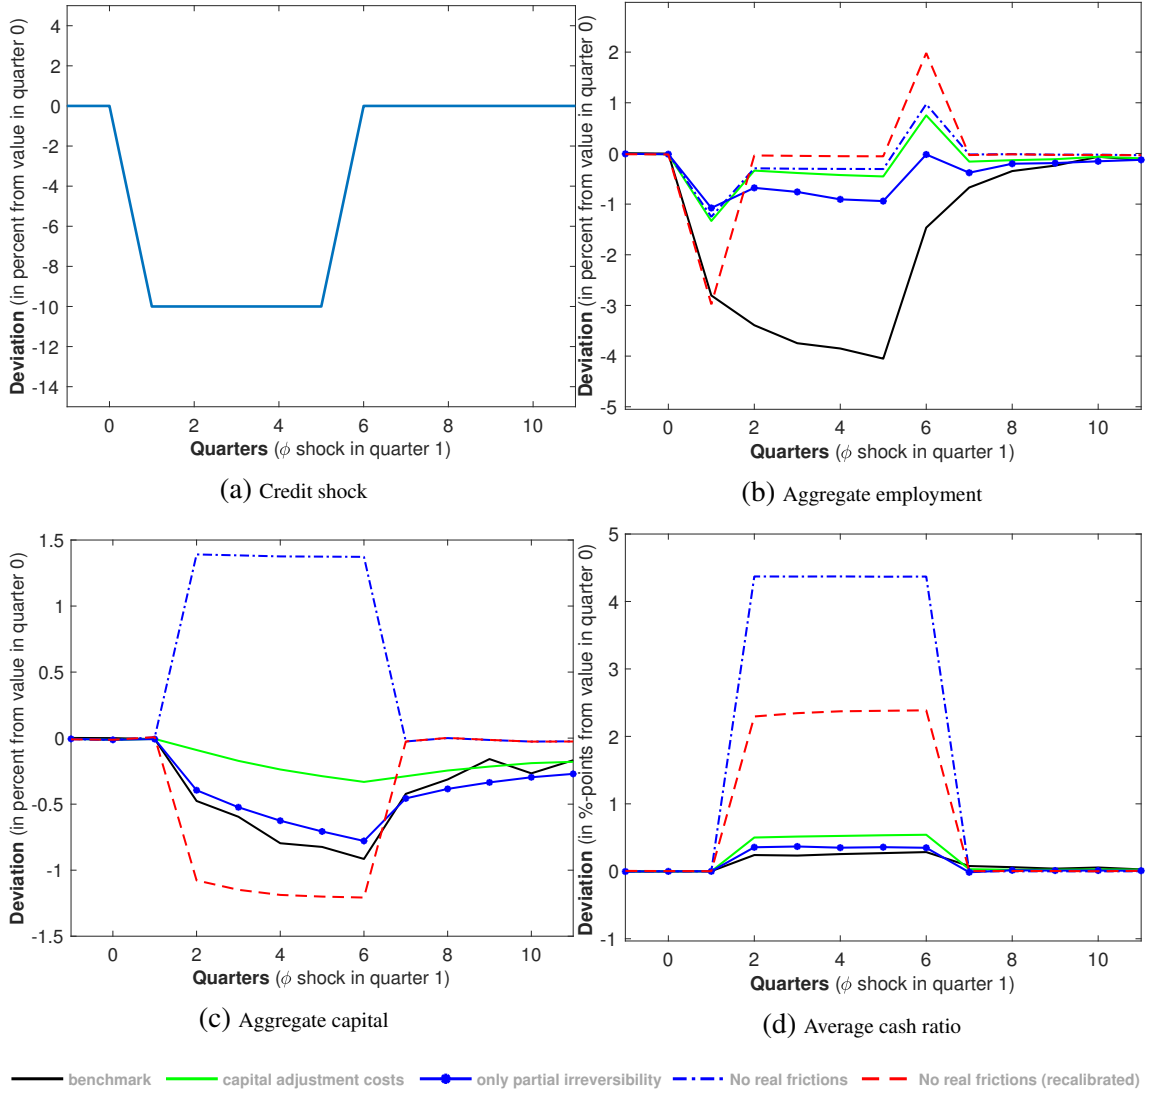 4
2
0
-2
-4
-6
-8
-10
-12
-14
0 2 4 6 8 10
Deviation (in percent from value in quarter 0)
Quarters (ϕ shock in quarter 1)
(a) Credit shock
2
1
0
-1
-2
-3
-4
-5
0 2 4 6 8 10
Deviation (in percent from value in quarter 0)
Quarters (ϕ shock in quarter 1)
(b) Aggregate employment
1.5
1
0.5
0
-0.5
-1
-1.5
0 2 4 6 8 10
Deviation (in percent from value in quarter 0)
Quarters (ϕ shock in quarter 1)
(c) Aggregate capital
5
4
3
2
1
0
-1
0 2 4 6 8 10
Deviation (in %-points from value in quarter 0)
Quarters (ϕ shock in quarter 1)
(d) Average cash ratio
benchmark capital adjustment costs only partial irreversibility No real frictions No real frictions (recalibrated)